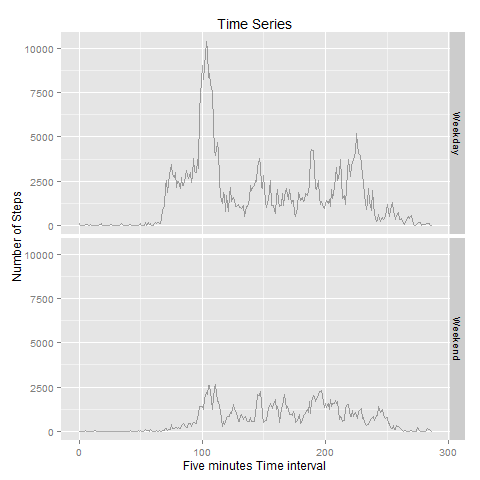 Time Series
Number of Steps
10000
7500
5000
2500
0
Weekday
10000
7500
5000
2500
0
Weekend
0
100
200
300
Five minutes Time interval